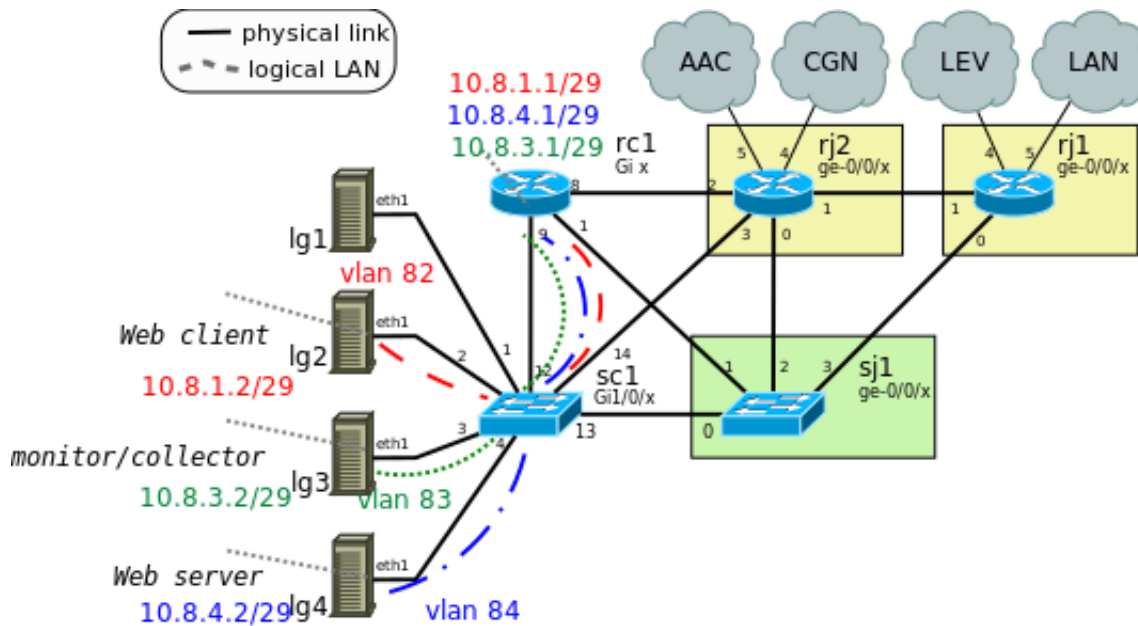 physical link
logical LAN
AAC
CGN
LEV
LAN
10.8.1.1/29
10.8.4.1/29
10.8.3.1/29
rc1
Gi x
rj2
ge-0/0/x
rj1
ge-0/0/x
5
4
4
5
8
2
1
1
9
1
3
0
0
eth1
lg1
vlan 82
eth1
Web client
lg2
10.8.1.2/29
2
1
12
14
sc1
Gi1/0/x
1
2
3
sj1
ge-0/0/x
eth1
3
4
13
0
monitor/collector
lg3
10.8.3.2/29
vlan 83
eth1
Web server
lg4
10.8.4.2/29
vlan 84